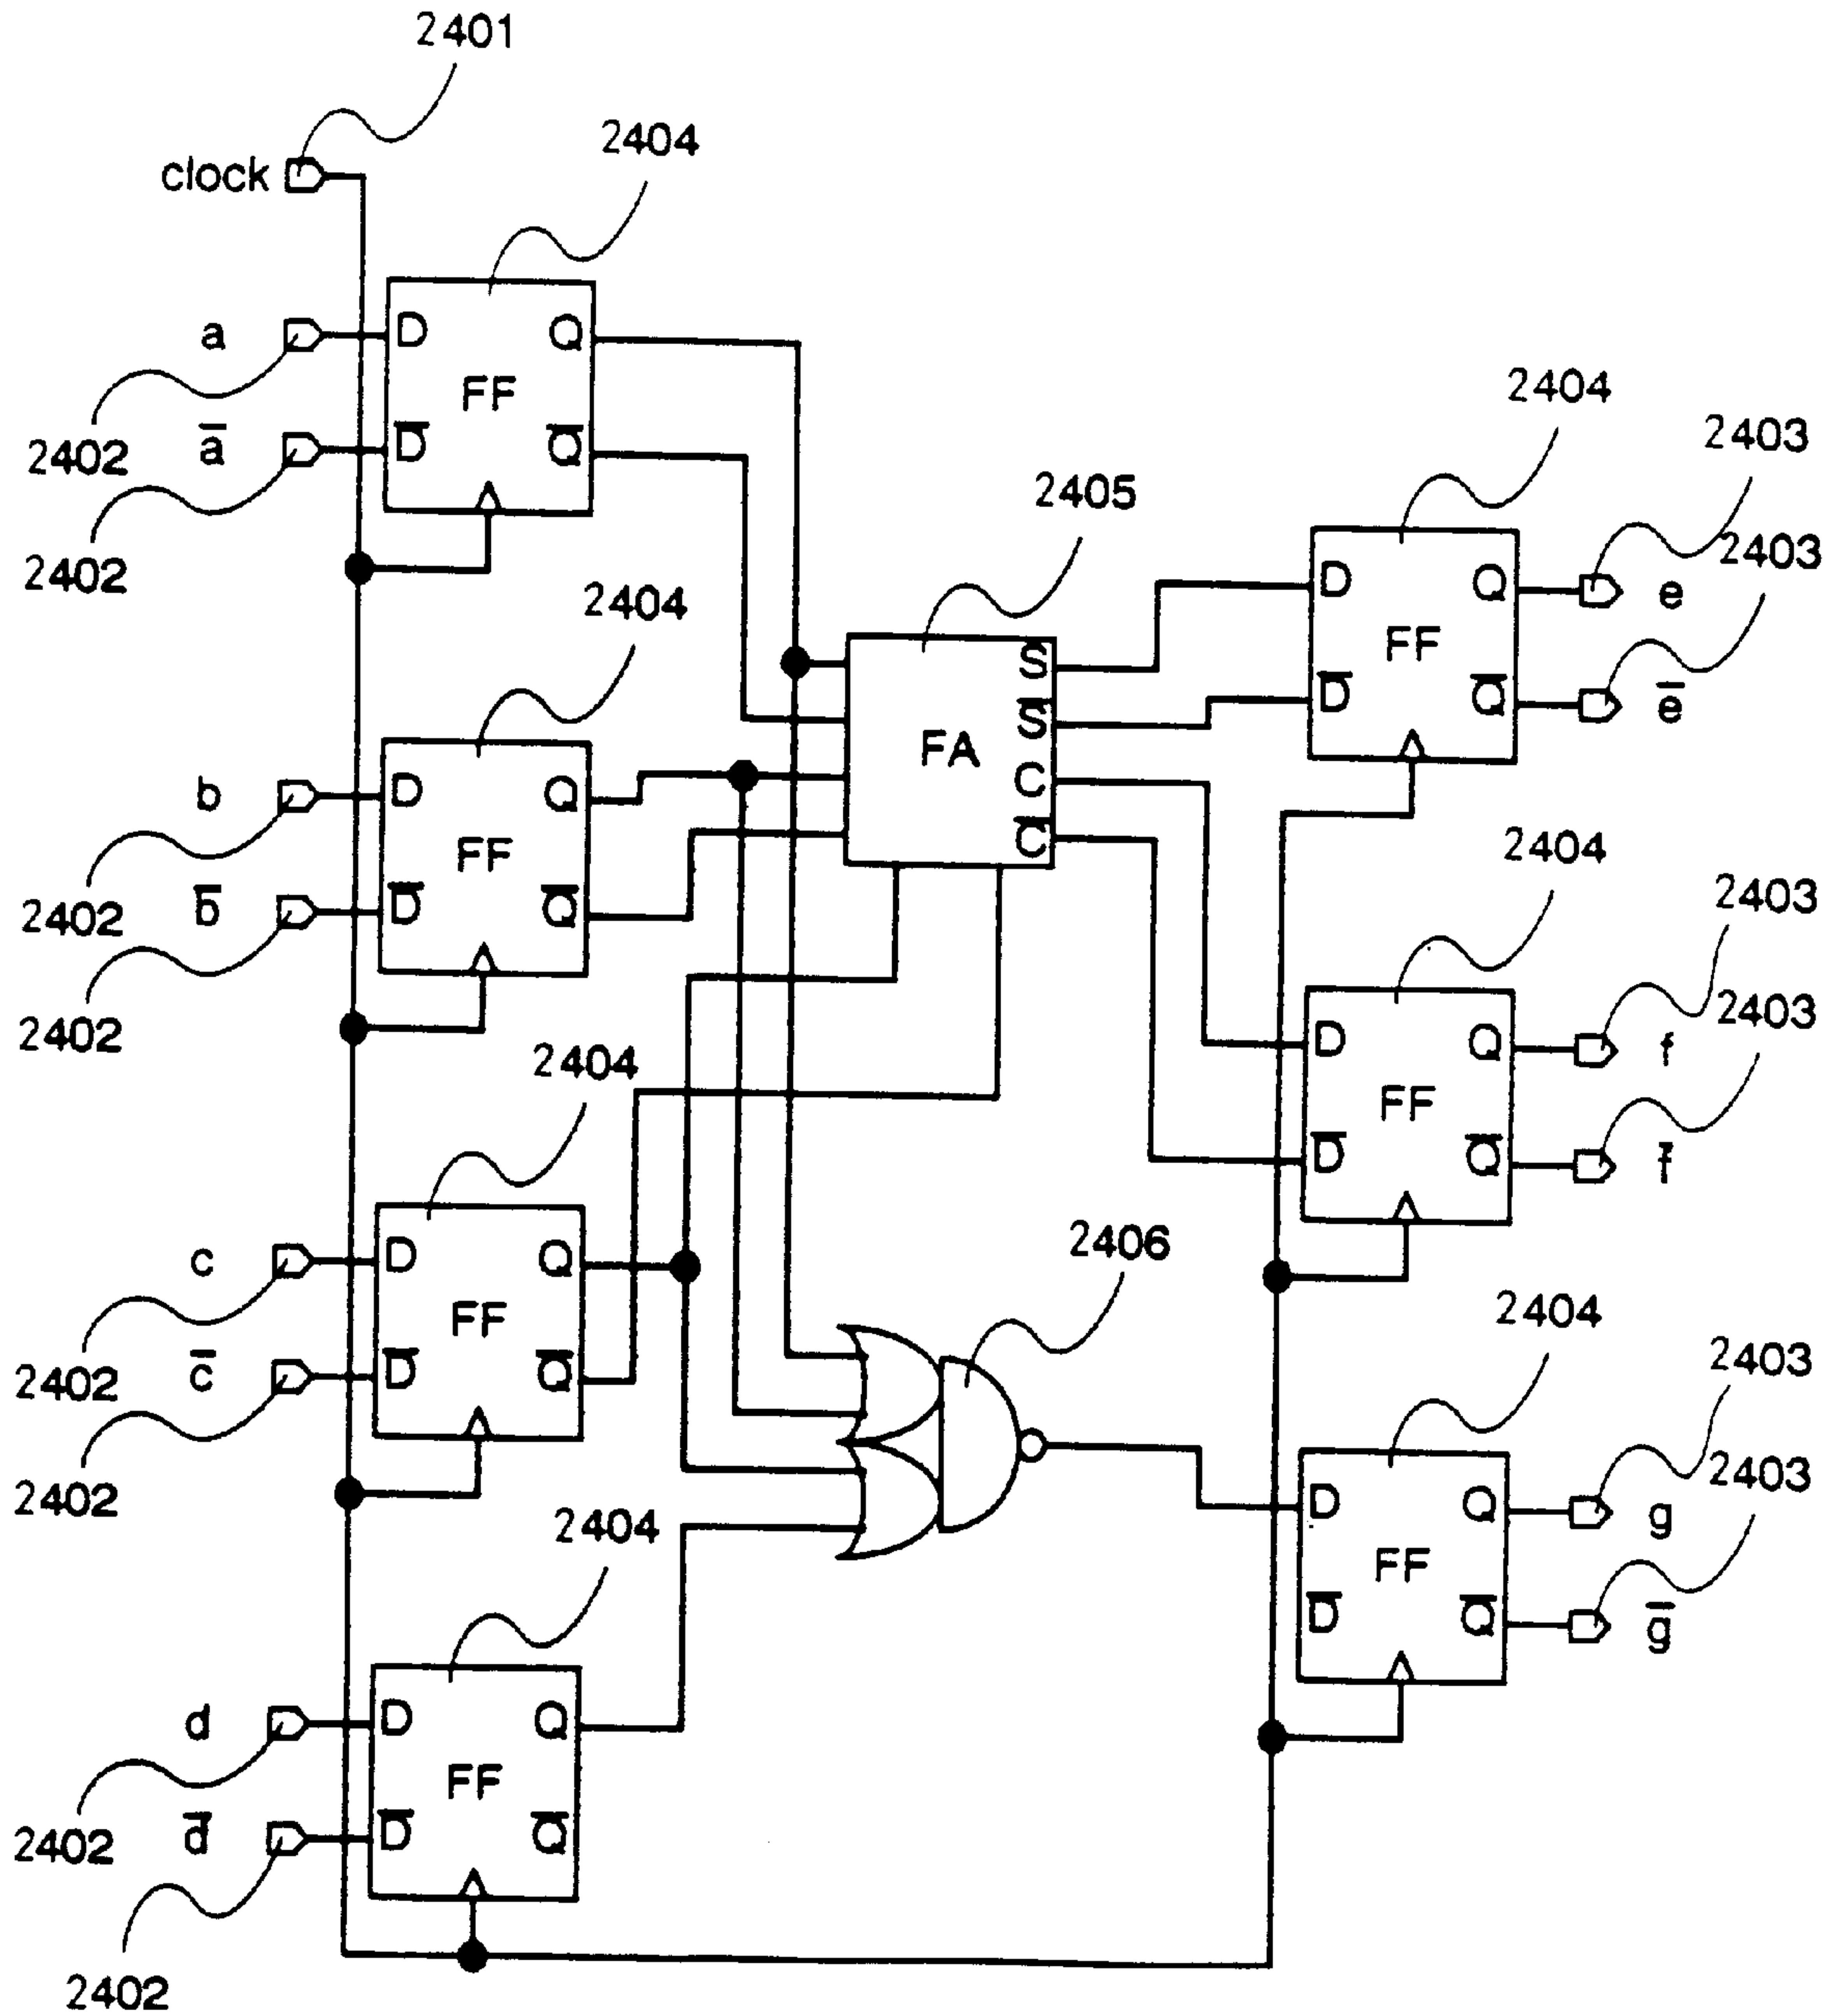 2401
clock
2404
a
D Q
FF
2402
a̅
D̅ Q̅
2402
2404
2403
2405
2404
2403
b
D Q
FF
2402
b̅
D̅ Q̅
2402
FA
S̅
S̅
C
C̅
D Q
e
FF
D̅ Q̅
e̅
2404
2403
2404
2403
D Q
f
FF
D̅ Q̅
f̅
c
D Q
FF
2402
c̅
D̅ Q̅
2402
2406
2404
2403
2404
2403
D Q
g
FF
D̅ Q̅
g̅
d
D Q
FF
2402
d̅
D̅ Q̅
2402